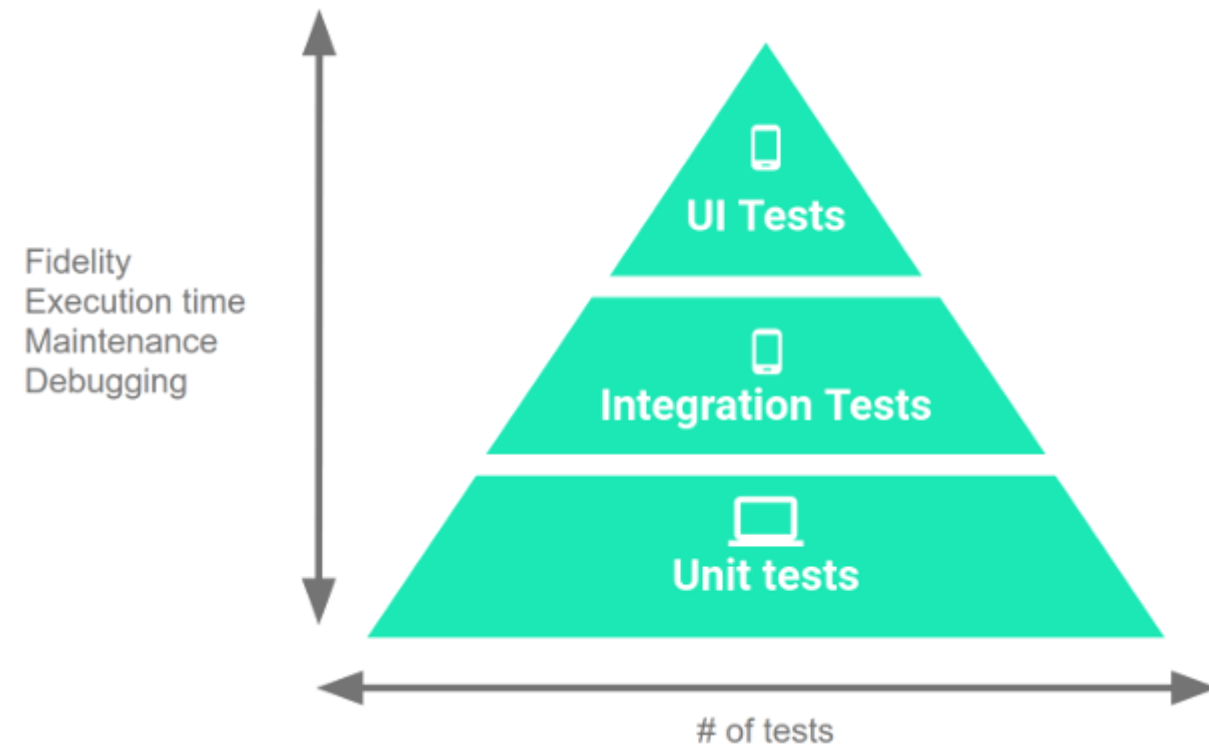 UI Tests
Fidelity
Execution time
Maintenance
Debugging
Integration Tests
Unit tests
# of tests